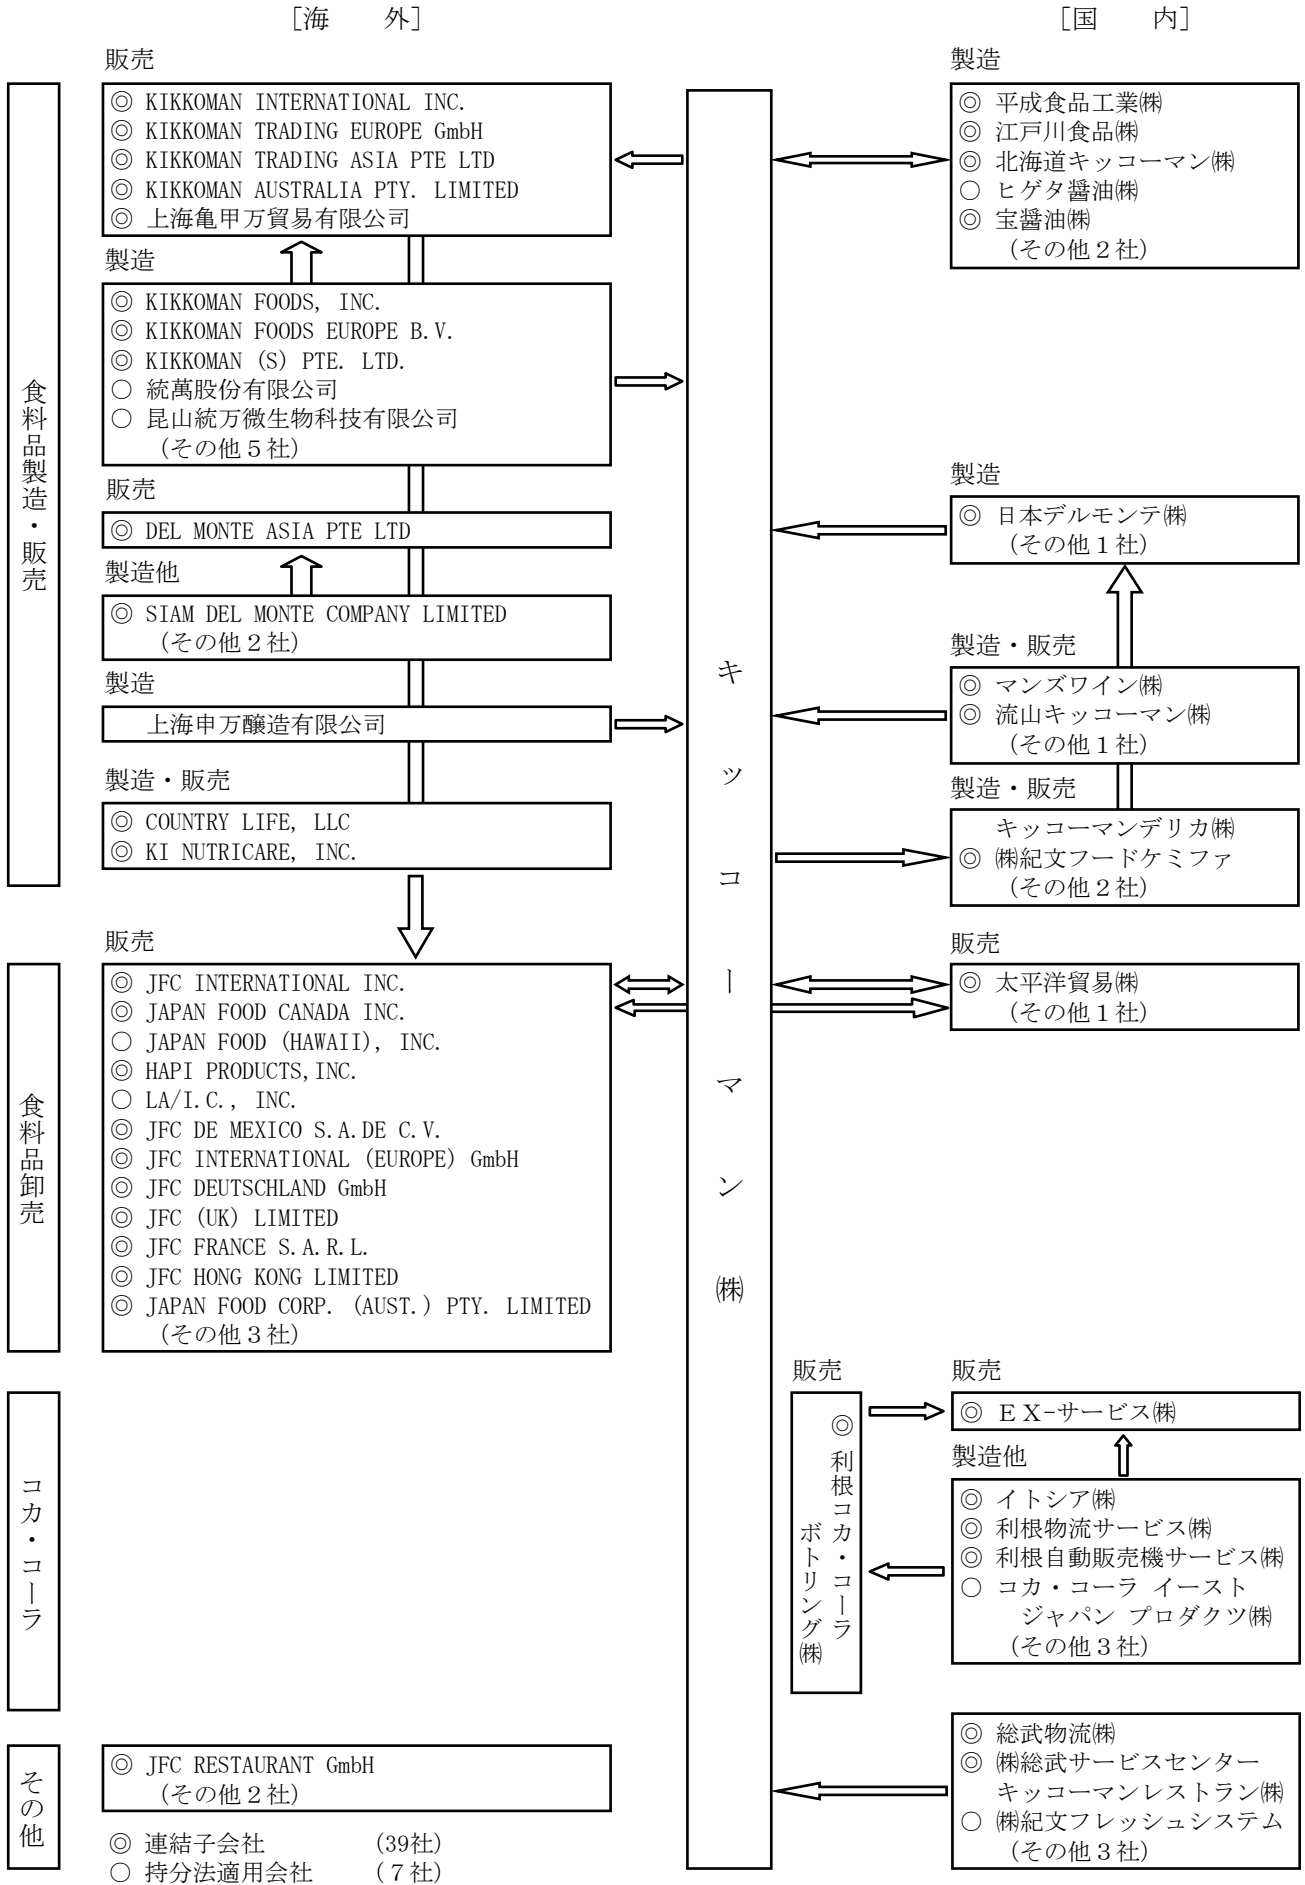 ［海　外］
［国　内］
食料品製造・販売
販売
◎ KIKKOMAN INTERNATIONAL INC.
◎ KIKKOMAN TRADING EUROPE GmbH
◎ KIKKOMAN TRADING ASIA PTE LTD
◎ KIKKOMAN AUSTRALIA PTY. LIMITED
◎ 上海亀甲万貿易有限公司
製造
◎ KIKKOMAN FOODS, INC.
◎ KIKKOMAN FOODS EUROPE B.V.
◎ KIKKOMAN (S) PTE. LTD.
○ 統萬股份有限公司
○ 昆山統万微生物科技有限公司
（その他５社）
販売
◎ DEL MONTE ASIA PTE LTD
製造他
◎ SIAM DEL MONTE COMPANY LIMITED
（その他２社）
製造
上海申万醸造有限公司
製造・販売
◎ COUNTRY LIFE, LLC
◎ KI NUTRICARE, INC.
キッコーマン㈱
製造
◎ 平成食品工業㈱
◎ 江戸川食品㈱
◎ 北海道キッコーマン㈱
○ ヒゲタ醤油㈱
◎ 宝醤油㈱
（その他２社）
製造
◎ 日本デルモンテ㈱
（その他１社）
製造・販売
◎ マンズワイン㈱
◎ 流山キッコーマン㈱
（その他１社）
製造・販売
キッコーマンデリカ㈱
◎ ㈱紀文フードケミファ
（その他２社）
食料品卸売
販売
◎ JFC INTERNATIONAL INC.
◎ JAPAN FOOD CANADA INC.
○ JAPAN FOOD (HAWAII), INC.
◎ HAPI PRODUCTS,INC.
○ LA/I.C., INC.
◎ JFC DE MEXICO S.A.DE C.V.
◎ JFC INTERNATIONAL (EUROPE) GmbH
◎ JFC DEUTSCHLAND GmbH
◎ JFC (UK) LIMITED
◎ JFC FRANCE S.A.R.L.
◎ JFC HONG KONG LIMITED
◎ JAPAN FOOD CORP. (AUST.) PTY. LIMITED
（その他３社）
販売
◎ 太平洋貿易㈱
（その他１社）
コカ・コーラ
販売
◎ 利根コカ・コーラ
ボトリング㈱
販売
◎ ＥＸ-サービス㈱
製造他
◎ イトシア㈱
◎ 利根物流サービス㈱
◎ 利根自動販売機サービス㈱
○ コカ・コーラ イースト
ジャパン プロダクツ㈱
（その他３社）
その他
◎ JFC RESTAURANT GmbH
（その他２社）
◎ 総武物流㈱
◎ ㈱総武サービスセンター
キッコーマンレストラン㈱
○ ㈱紀文フレッシュシステム
（その他３社）
◎ 連結子会社　（39社）
○ 持分法適用会社　（７社）